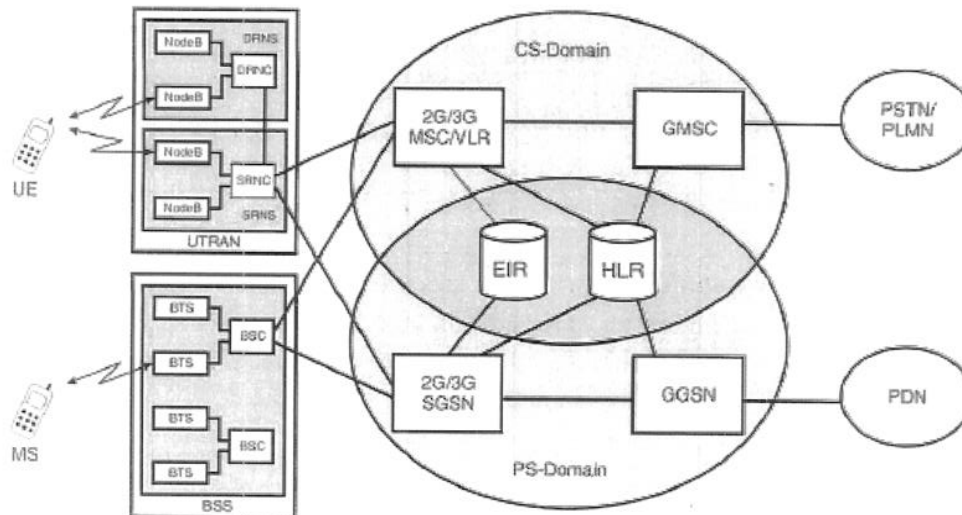 DRNS
NodeB
DRNC
NodeB
NodeB
SRNC
NodeB
SRNS
UTRAN
UE
BTS
BSC
BTS
BTS
BSC
BTS
BSS
MS
CS-Domain
2G/3G
MSC/VLR
GMSC
PSTN/
PLMN
EIR
HLR
2G/3G
SGSN
GGSN
PDN
PS-Domain